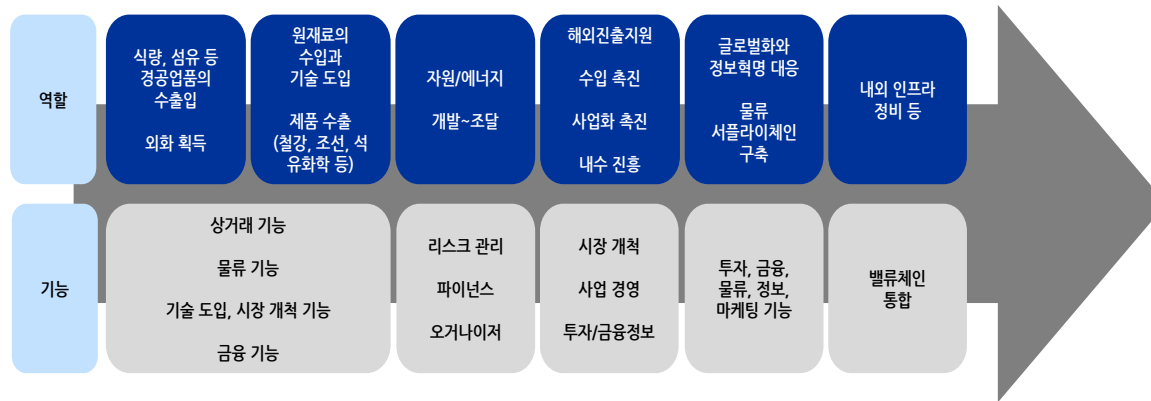 역할
식량, 섬유 등
경공업품의
수출입
외화 획득
원재료의
수입과
기술 도입
제품 수출
(철강, 조선, 석
유화학 등)
자원/에너지
개발~조달
해외진출지원
수입 촉진
사업화 촉진
내수 진흥
글로벌화와
정보혁명 대응
물류
서플라이체인
구축
내외 인프라
정비 등
기능
상거래 기능
물류 기능
기술 도입, 시장 개척 기능
금융 기능
리스크 관리
파이넌스
오거나이저
시장 개척
사업 경영
투자/금융정보
투자, 금융,
물류, 정보,
마케팅 기능
밸류체인
통합